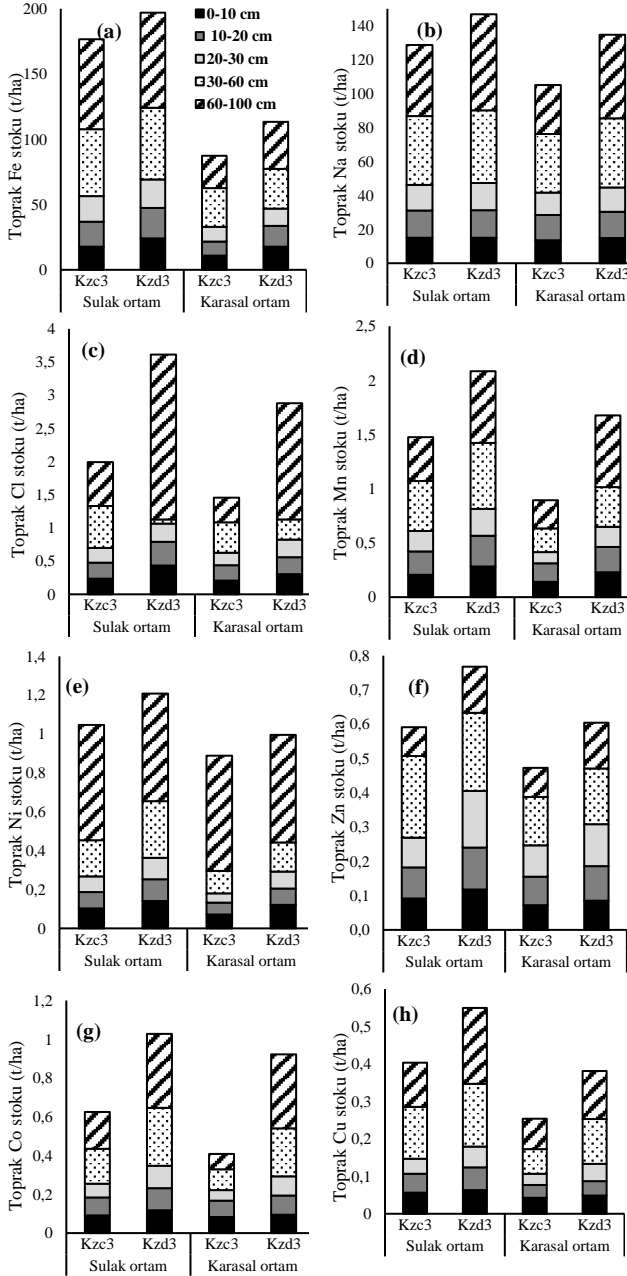 Toprak Fe stoku (t/ha)
200
150
100
50
0
(a)
0-10 cm
10-20 cm
20-30 cm
30-60 cm
60-100 cm
Kzc3 Kzd3 Kzc3 Kzd3
Sulak ortam Karasal ortam
Toprak Na stoku (t/ha)
140
120
100
80
60
40
20
0
(b)
Kzc3 Kzd3 Kzc3 Kzd3
Sulak ortam Karasal ortam
Toprak Cl stoku (t/ha)
4
3,5
3
2,5
2
1,5
1
0,5
0
(c)
Kzc3 Kzd3 Kzc3 Kzd3
Sulak ortam Karasal ortam
Toprak Mn stoku (t/ha)
2,5
2
1,5
1
0,5
0
(d)
Kzc3 Kzd3 Kzc3 Kzd3
Sulak ortam Karasal ortam
Toprak Ni stoku (t/ha)
1,4
1,2
1
0,8
0,6
0,4
0,2
0
(e)
Kzc3 Kzd3 Kzc3 Kzd3
Sulak ortam Karasal ortam
Toprak Zn stoku (t/ha)
0,8
0,7
0,6
0,5
0,4
0,3
0,2
0,1
0,0
(f)
Kzc3 Kzd3 Kzc3 Kzd3
Sulak ortam Karasal ortam
Toprak Co stoku (t/ha)
1,2
1
0,8
0,6
0,4
0,2
0
(g)
Kzc3 Kzd3 Kzc3 Kzd3
Sulak ortam Karasal ortam
Toprak Cu stoku (t/ha)
0,6
0,5
0,4
0,3
0,2
0,1
0
(h)
Kzc3 Kzd3 Kzc3 Kzd3
Sulak ortam Karasal ortam